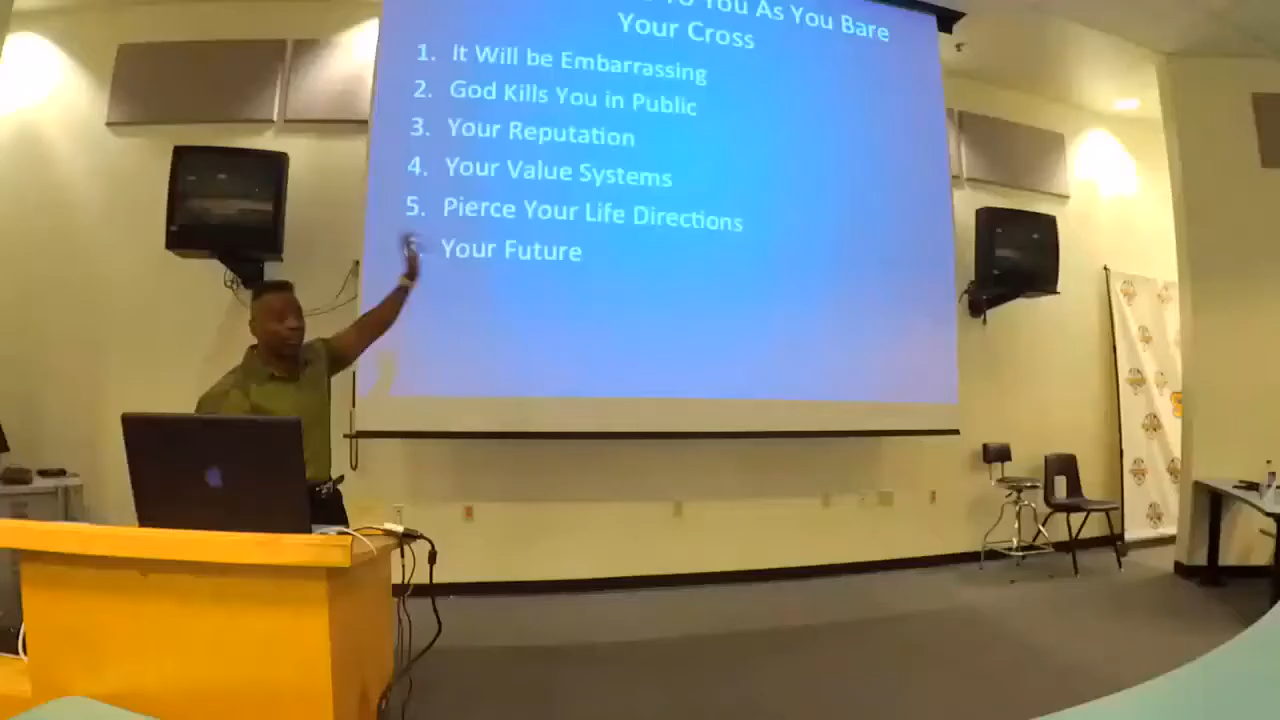 To You As You Bare
Your Cross
1. It Will be Embarrassing
2. God Kills You in Public
3. Your Reputation
4. Your Value Systems
5. Pierce Your Life Directions
Your Future